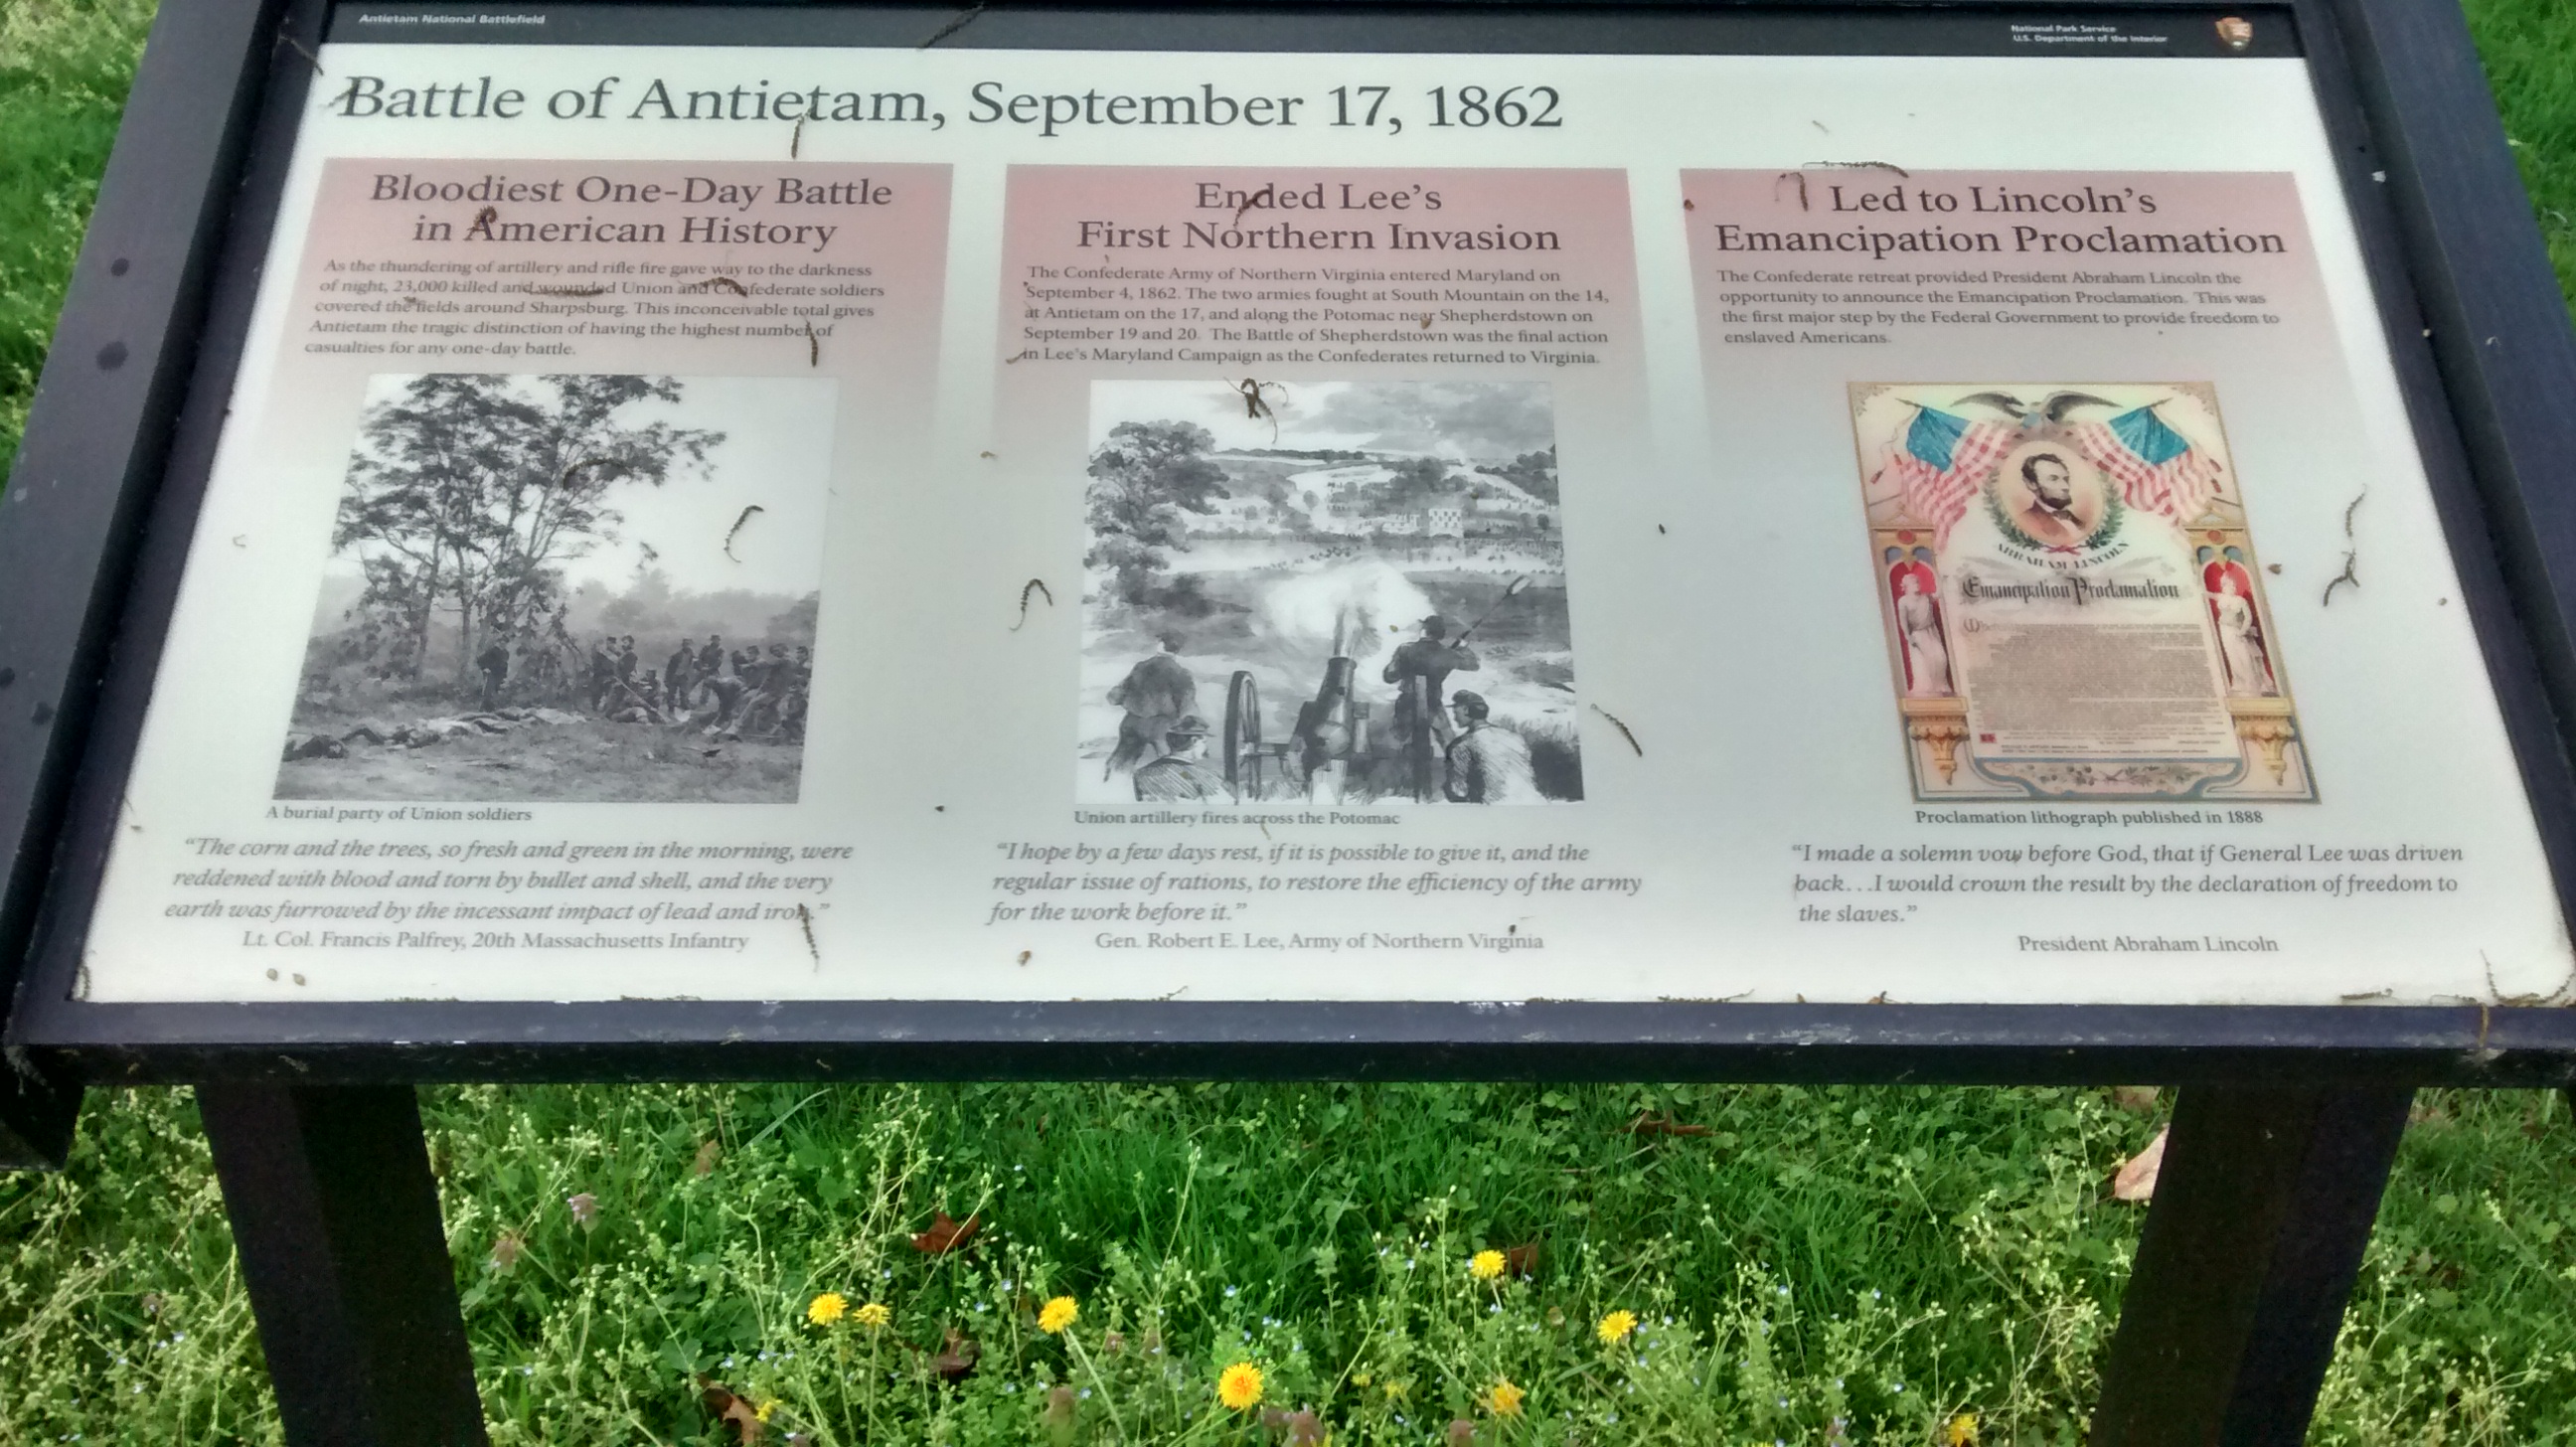 Antietam National Battlefield
National Park Service
U.S. Department of the Interior
Battle of Antietam, September 17, 1862
Bloodiest One-Day Battle
in American History
As the thundering of artillery and rifle fire gave way to the darkness
of night, 23,000 killed and wounded Union and Confederate soldiers
covered the fields around Sharpsburg. This inconceivable total gives
Antietam the tragic distinction of having the highest number of
casualties for any one-day battle.
A burial party of Union soldiers
“The corn and the trees, so fresh and green in the morning, were
reddened with blood and torn by bullet and shell, and the very
earth was furrowed by the incessant impact of lead and iron.”
Lt. Col. Francis Palfrey, 20th Massachusetts Infantry
Ended Lee’s
First Northern Invasion
The Confederate Army of Northern Virginia entered Maryland on
September 4, 1862. The two armies fought at South Mountain on the 14,
at Antietam on the 17, and along the Potomac near Shepherdstown on
September 19 and 20. The Battle of Shepherdstown was the final action
in Lee’s Maryland Campaign as the Confederates returned to Virginia.
Union artillery fires across the Potomac
“I hope by a few days rest, if it is possible to give it, and the
regular issue of rations, to restore the efficiency of the army
for the work before it.”
Gen. Robert E. Lee, Army of Northern Virginia
Led to Lincoln’s
Emancipation Proclamation
The Confederate retreat provided President Abraham Lincoln the
opportunity to announce the Emancipation Proclamation. This was
the first major step by the Federal Government to provide freedom to
enslaved Americans.
ABRAHAM LINCOLN
Emancipation Proclamation
Proclamation lithograph published in 1888
“I made a solemn vow before God, that if General Lee was driven
back...I would crown the result by the declaration of freedom to
the slaves.”
President Abraham Lincoln